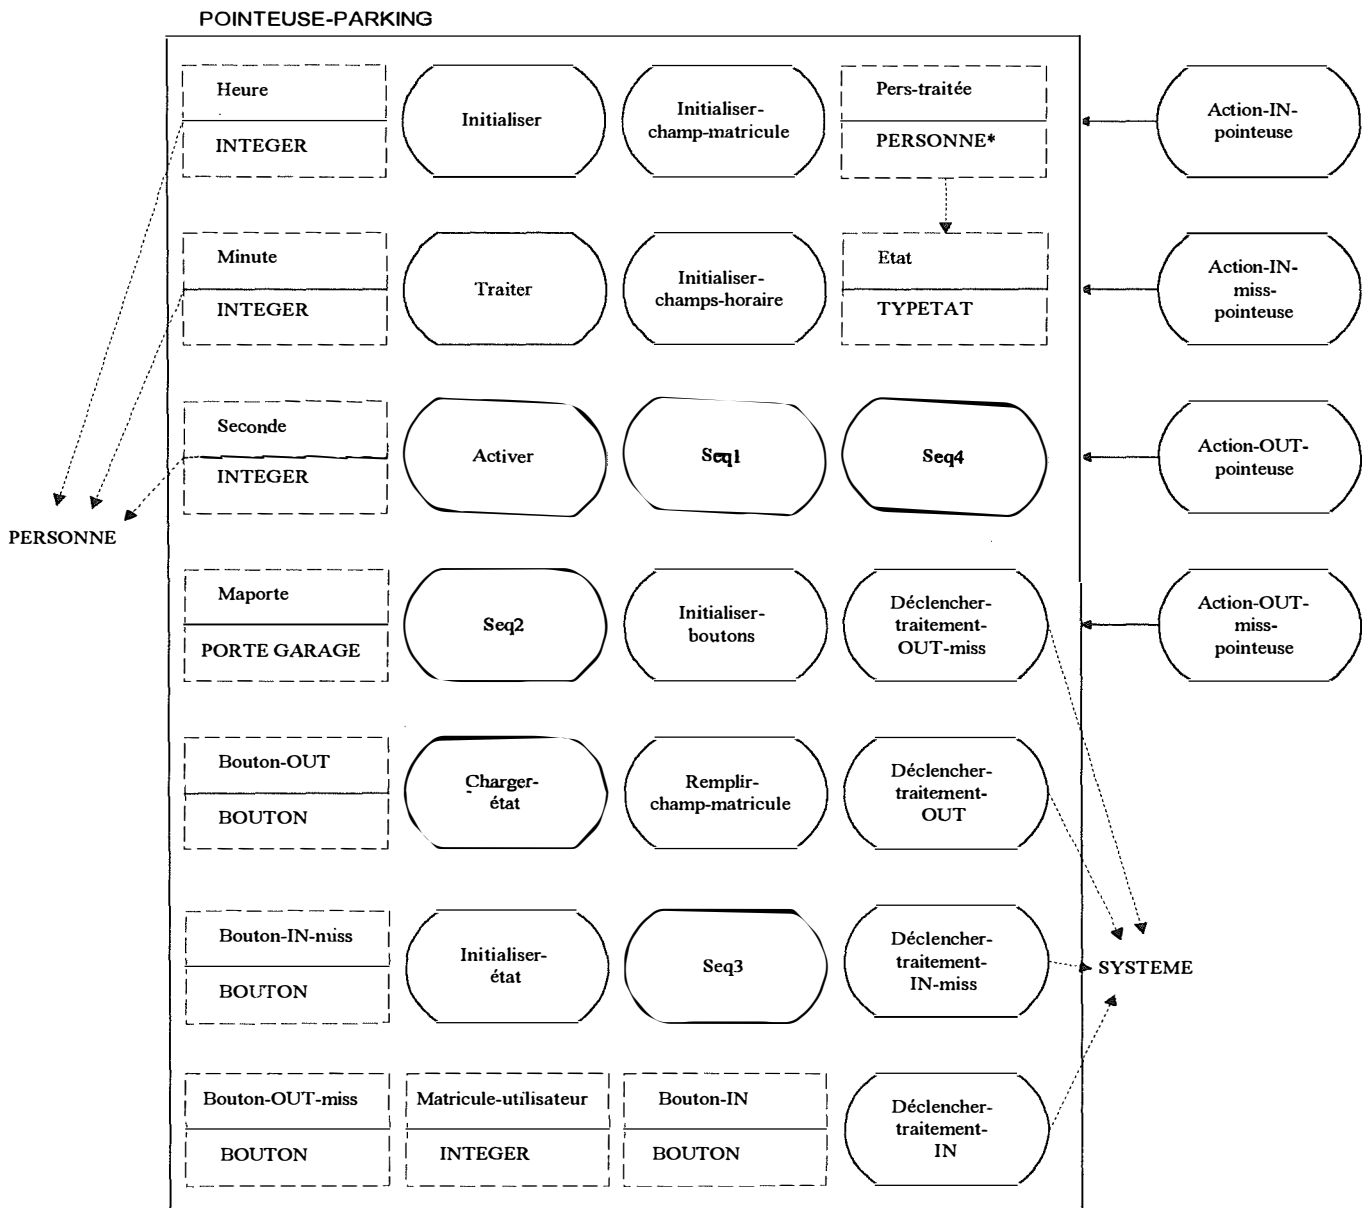 POINTEUSE-PARKING
Heure
INTEGER
Initialiser
Initialiser-
champ-matricule
Pers-traitée
PERSONNE*
Action-IN-
pointeuse
Minute
INTEGER
Traiter
Initialiser-
champs-horaire
Etat
TYPETAT
Action-IN-
miss-
pointeuse
Seconde
INTEGER
Activer
Seq1
Seq4
Action-OUT-
pointeuse
PERSONNE
Maporte
PORTE GARAGE
Seq2
Initialiser-
boutons
Déclencher-
traitement-
OUT-miss
Action-OUT-
miss-
pointeuse
Bouton-OUT
BOUTON
Charger-
état
Remplir-
champ-matricule
Déclencher-
traitement-
OUT
Bouton-IN-miss
BOUTON
Initialiser-
état
Seq3
Déclencher-
traitement-
IN-miss
SYSTEME
Bouton-OUT-miss
BOUTON
Matricule-utilisateur
INTEGER
Bouton-IN
BOUTON
Déclencher-
traitement-
IN